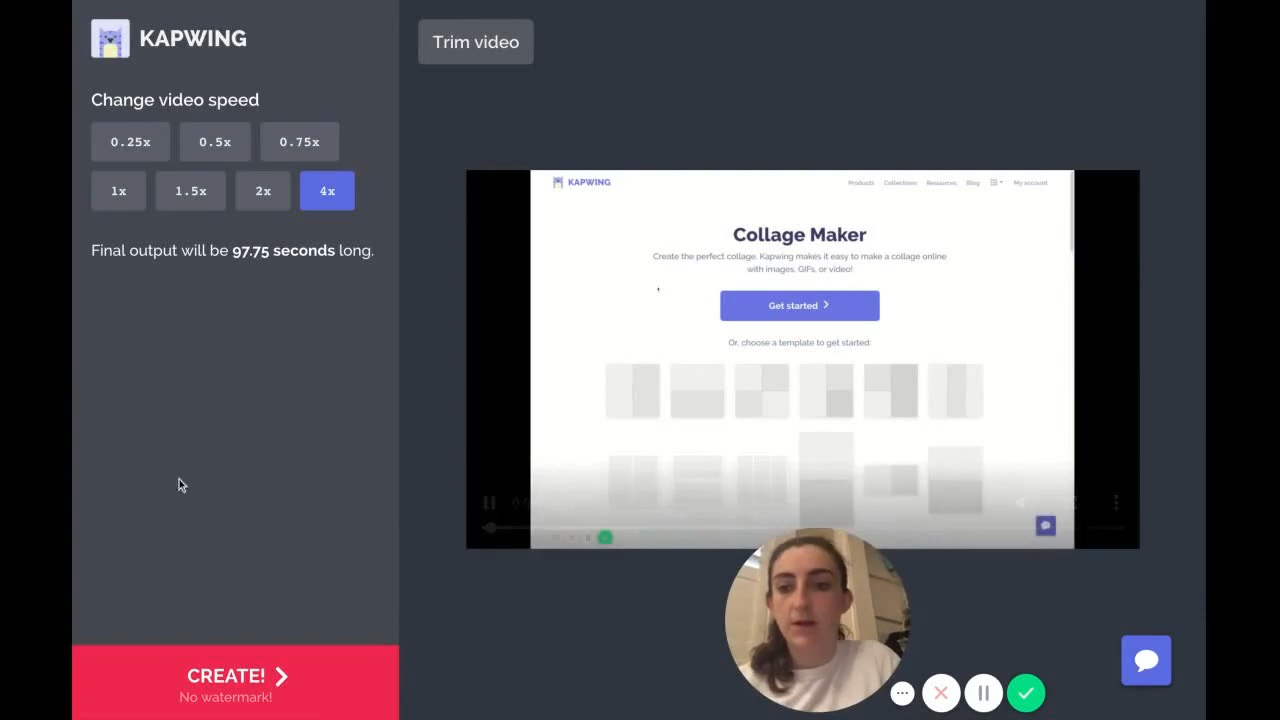 KAPWING
Trim video
Change video speed
0.25x 0.5x 0.75x
1x 1.5x 2x 4x
Final output will be 97.75 seconds long.
CREATE!
No watermark!
KAPWING Products Collections Resources Blog My account
Collage Maker
Create the perfect collage. Kapwing makes it easy to make a collage online
with images, GIFs, or video!
Get started
Or, choose a template to get started: